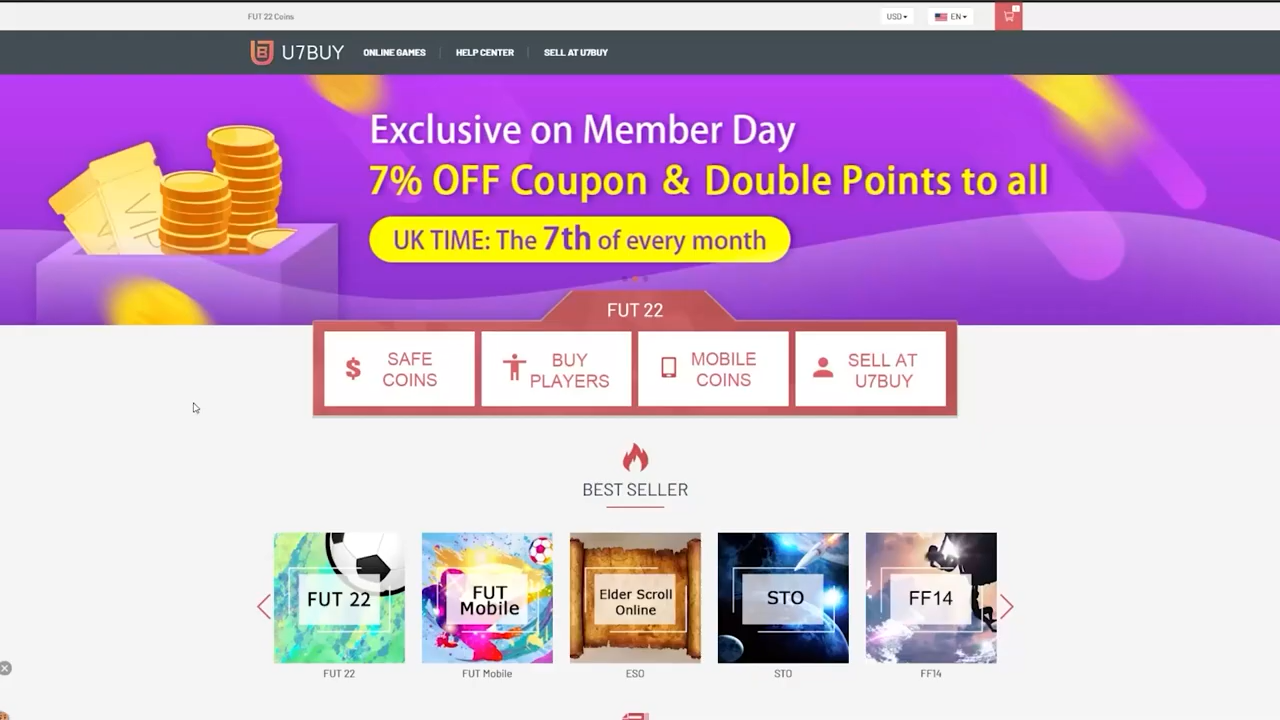 FUT 22 Coins
USD
EN
1
U7BUY
ONLINE GAMES
HELP CENTER
SELL AT U7BUY
Exclusive on Member Day
7% OFF Coupon & Double Points to all
UK TIME: The 7th of every month
VIP
FUT 22
SAFE
COINS
BUY
PLAYERS
MOBILE
COINS
SELL AT
U7BUY
BEST SELLER
FUT 22
FUT
Mobile
Elder Scroll
Online
STO
FF14
FUT 22
FUT Mobile
ESO
STO
FF14